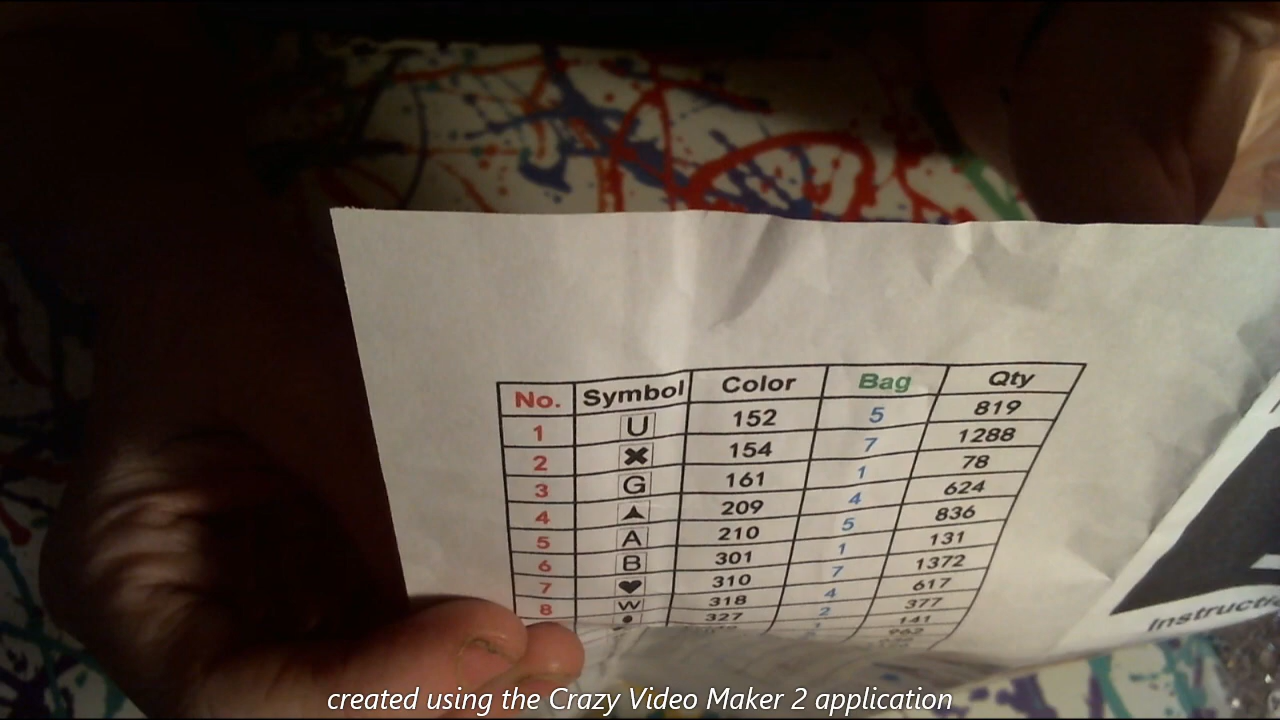 No. Symbol Color Bag Qty
1 U 152 5 819
2 ✖ 154 7 1288
3 G 161 1 78
4 ▲ 209 4 624
5 A 210 5 836
6 B 301 1 131
7 ♥ 310 7 1372
8 W 318 4 617
● 327 2 377
1 141
962
created using the Crazy Video Maker 2 application